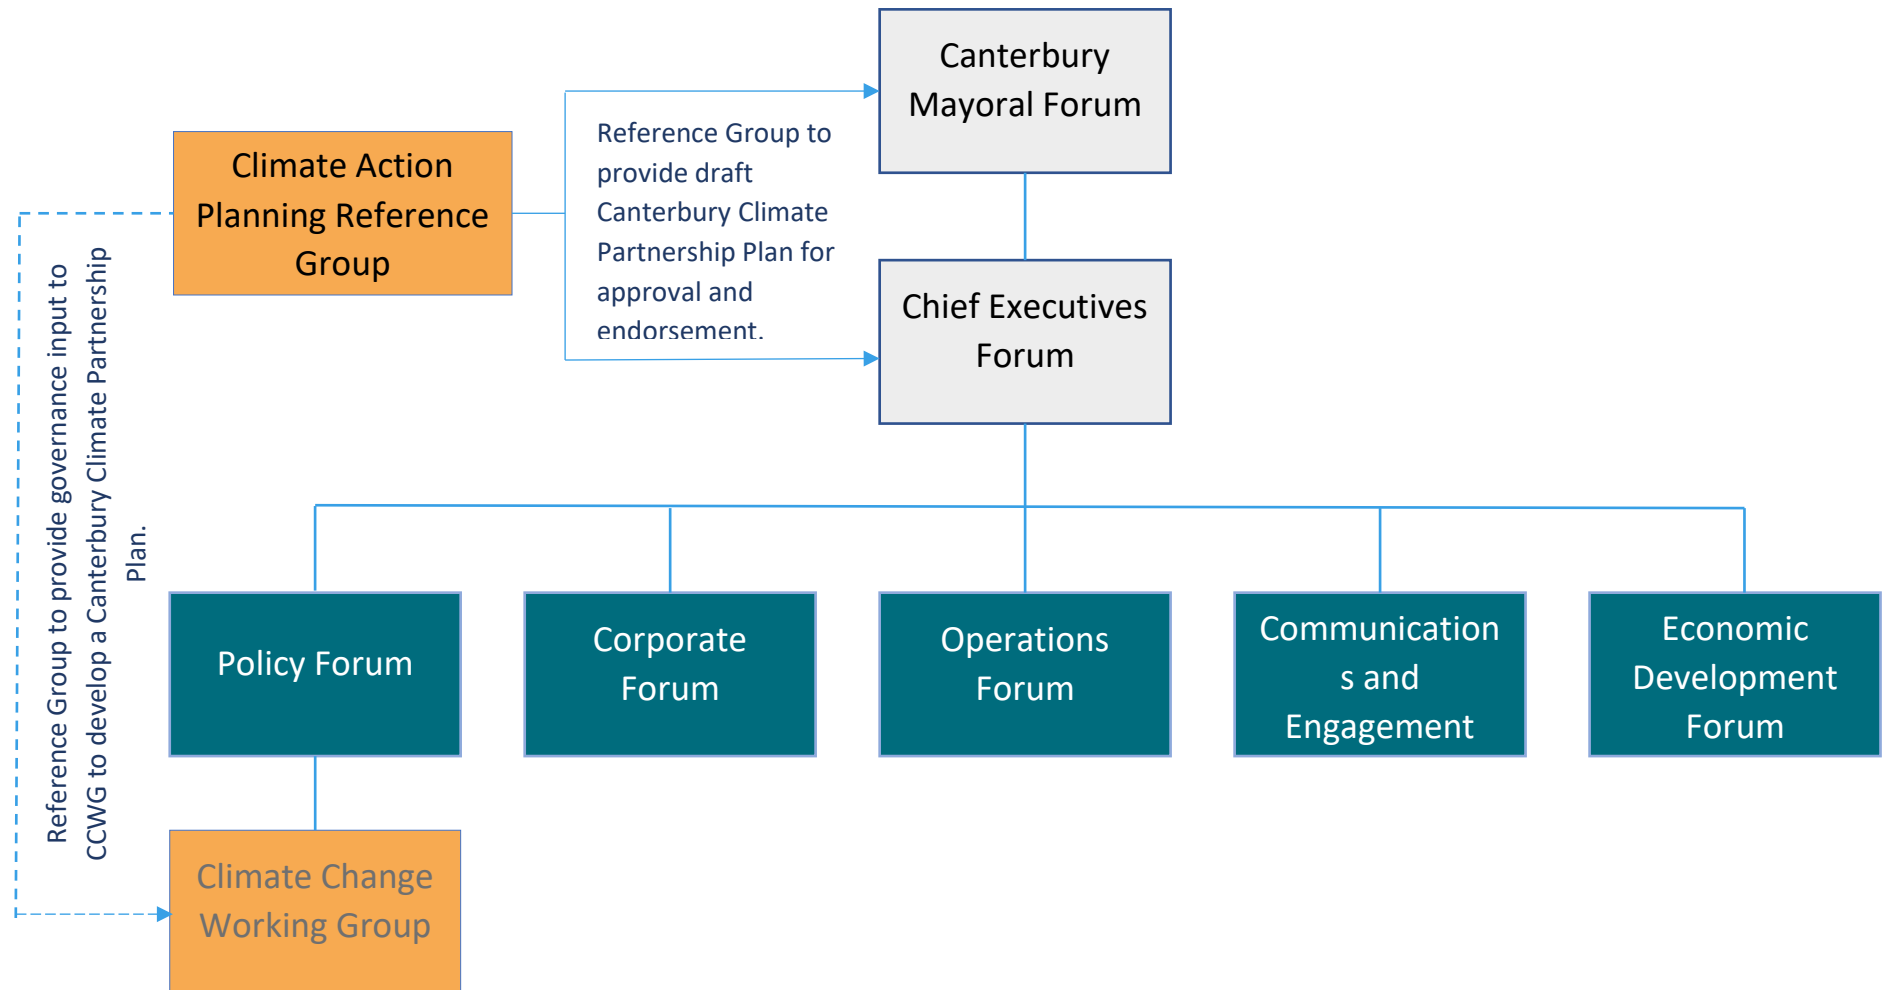 Canterbury
Mayoral Forum
Climate Action
Planning Reference
Group
Reference Group to
provide draft
Canterbury Climate
Partnership Plan for
approval and
endorsement.
Chief Executives
Forum
Reference Group to provide governance input to
CCWG to develop a Canterbury Climate Partnership
Plan.
Policy Forum
Corporate
Forum
Operations
Forum
Communication
s and
Engagement
Economic
Development
Forum
Climate Change
Working Group